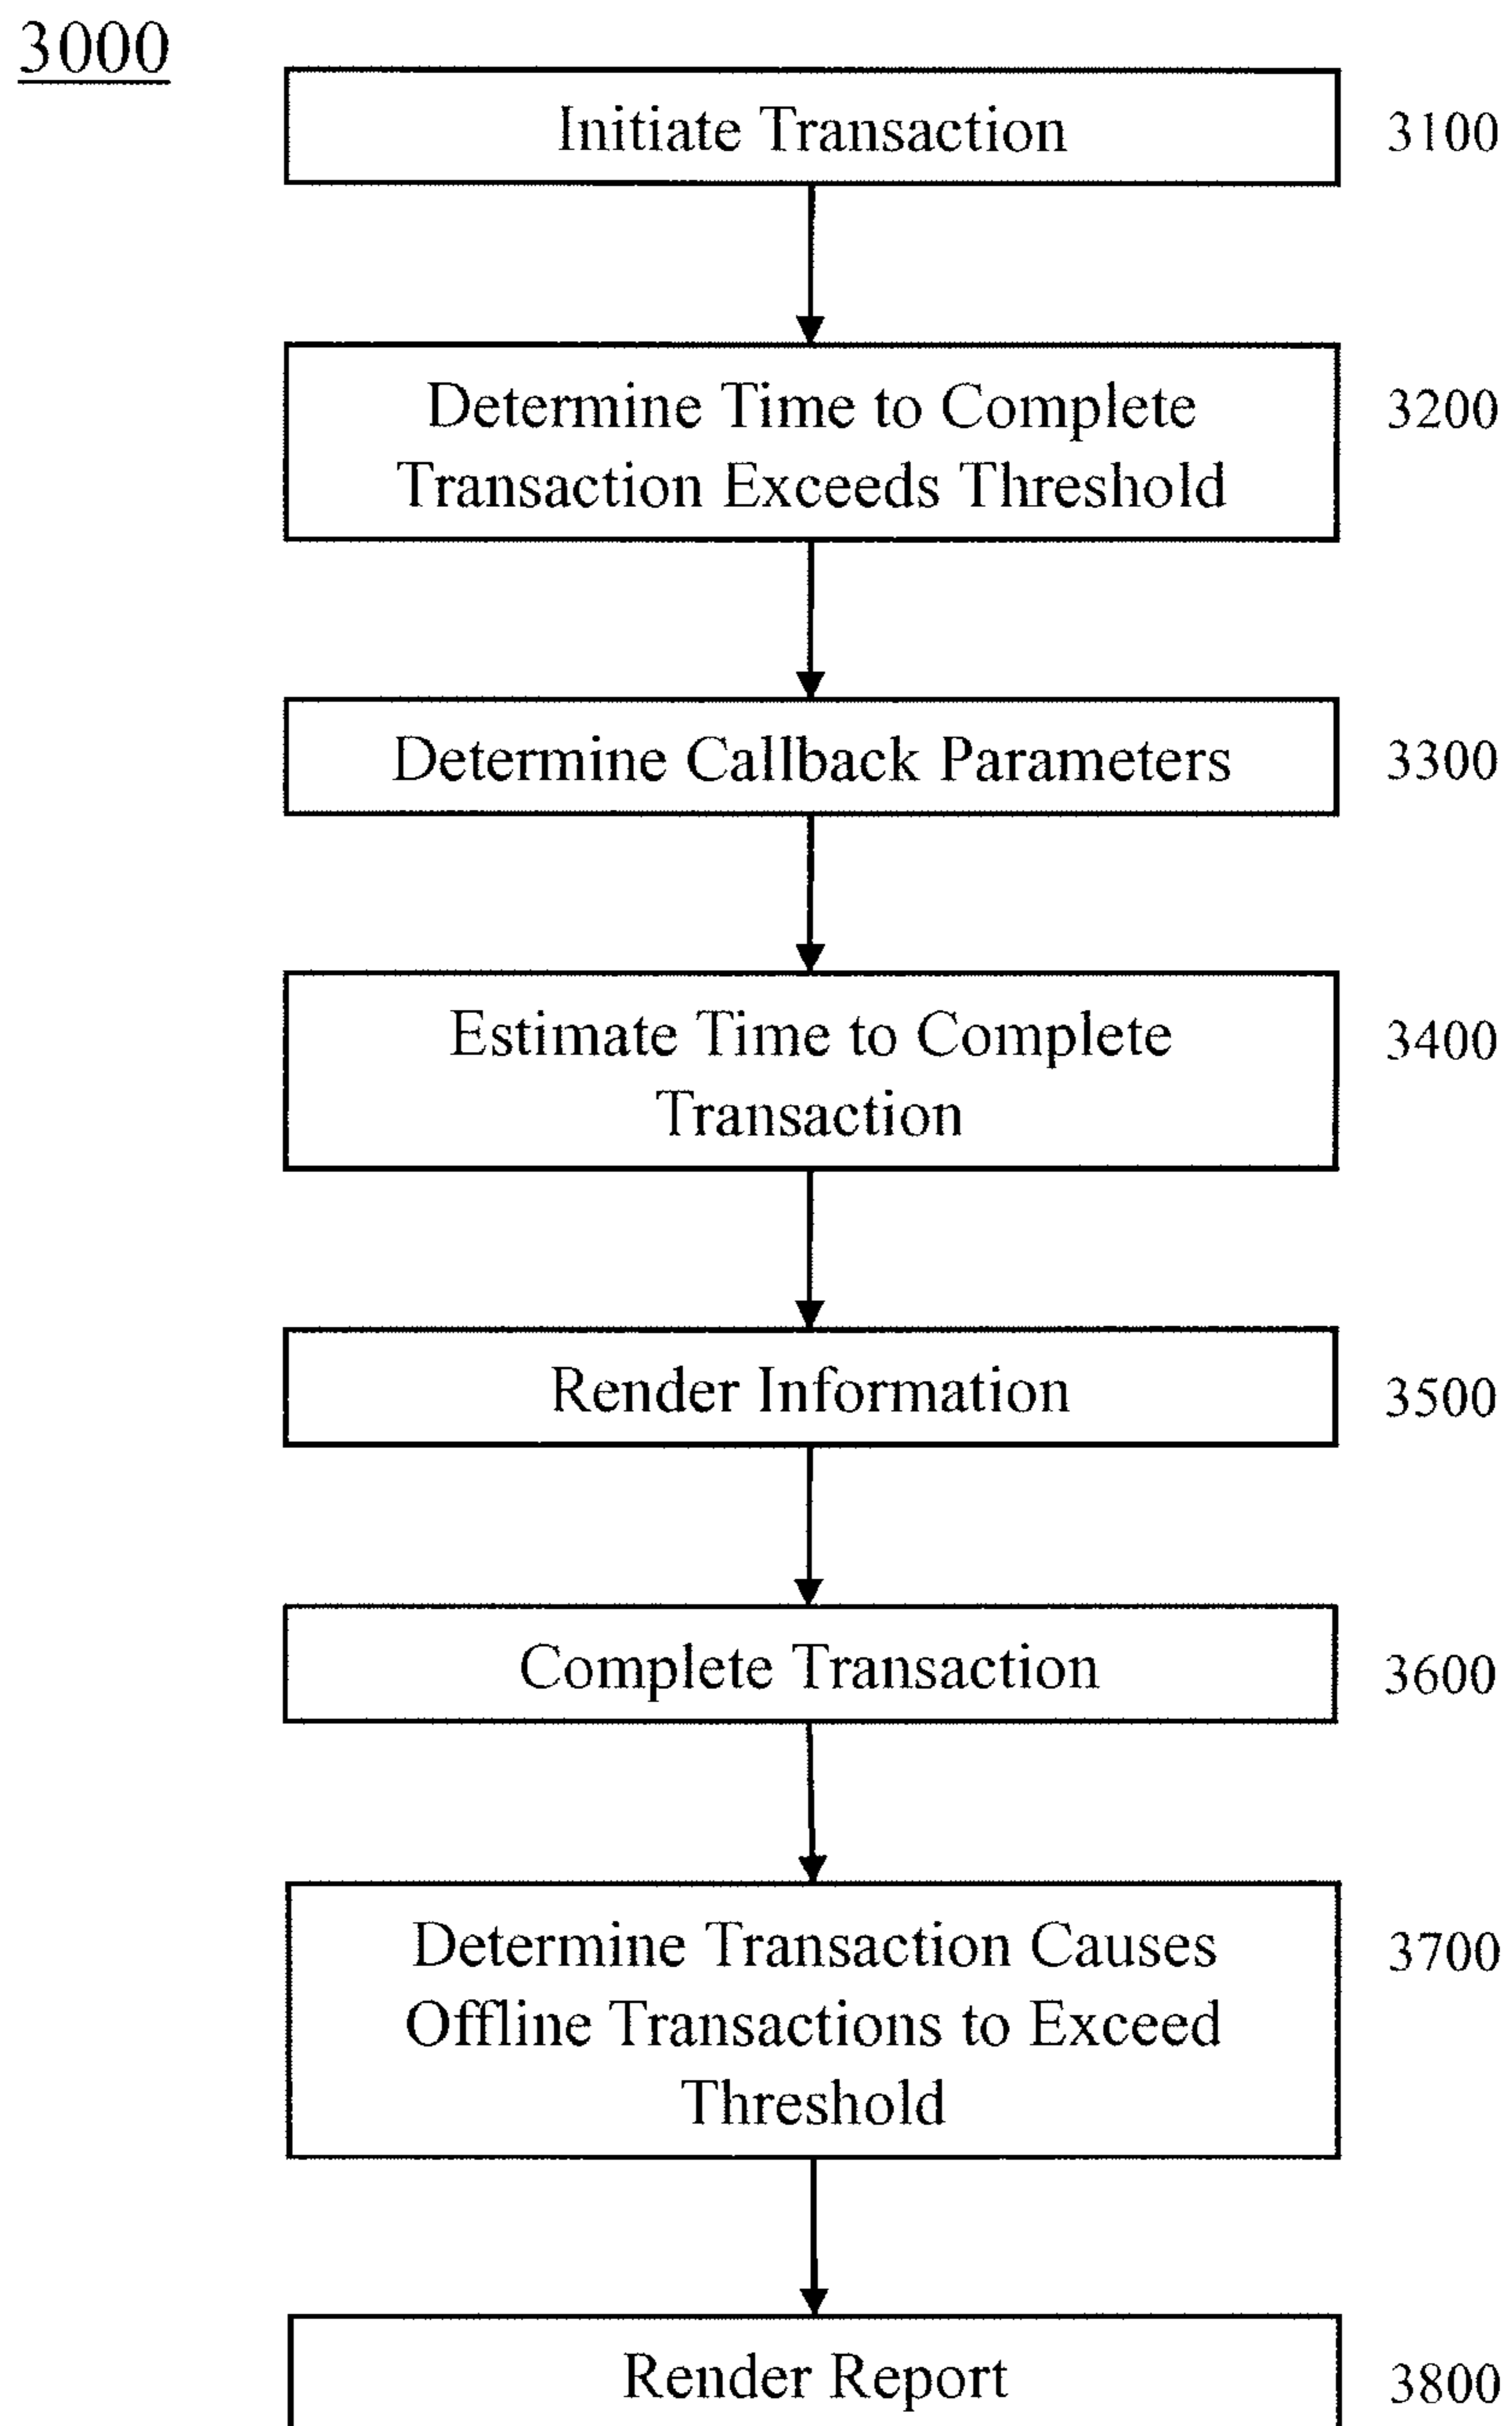 3000
Initiate Transaction
3100
Determine Time to Complete
Transaction Exceeds Threshold
3200
Determine Callback Parameters
3300
Estimate Time to Complete
Transaction
3400
Render Information
3500
Complete Transaction
3600
Determine Transaction Causes
Offline Transactions to Exceed
Threshold
3700
Render Report
3800